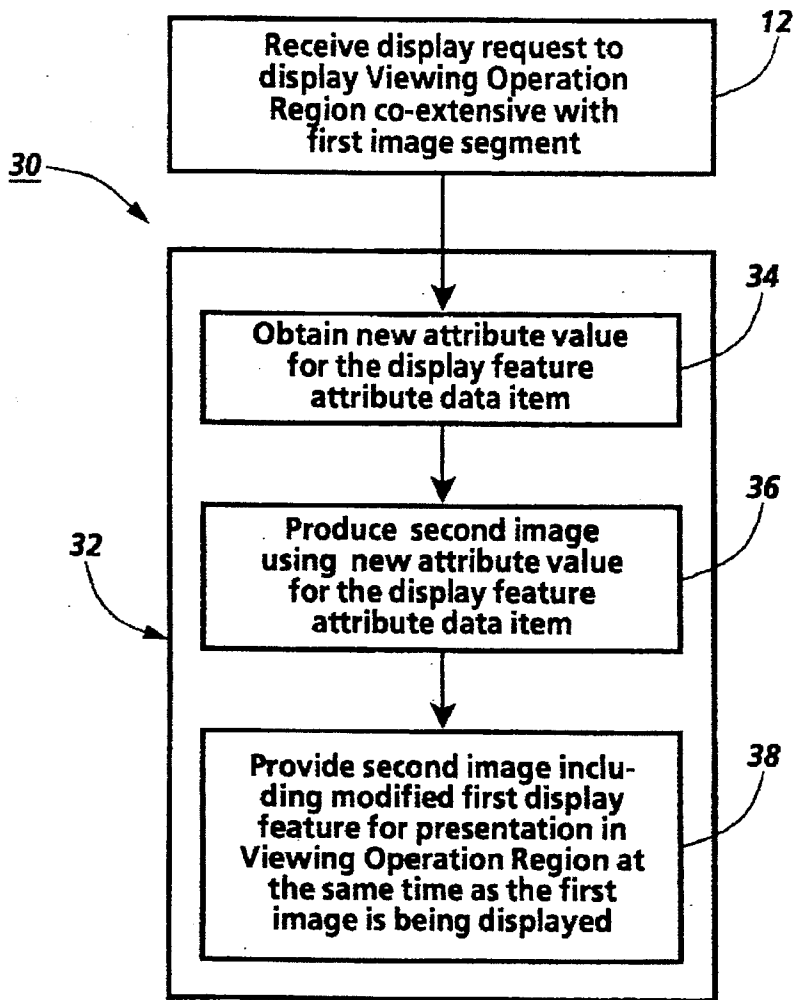 12
Receive display request to
display Viewing Operation
Region co-extensive with
first image segment
30
34
Obtain new attribute value
for the display feature
attribute data item
36
Produce second image
using new attribute value
for the display feature
attribute data item
32
38
Provide second image inclu-
ding modified first display
feature for presentation in
Viewing Operation Region at
the same time as the first
image is being displayed